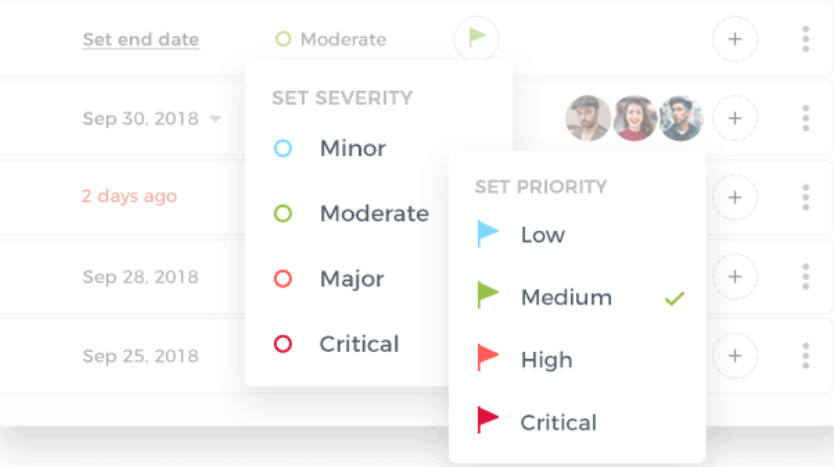 Set end date
Moderate
Sep 30, 2018
2 days ago
Sep 28, 2018
Sep 25, 2018
SET SEVERITY
Minor
Moderate
Major
Critical
SET PRIORITY
Low
Medium
High
Critical